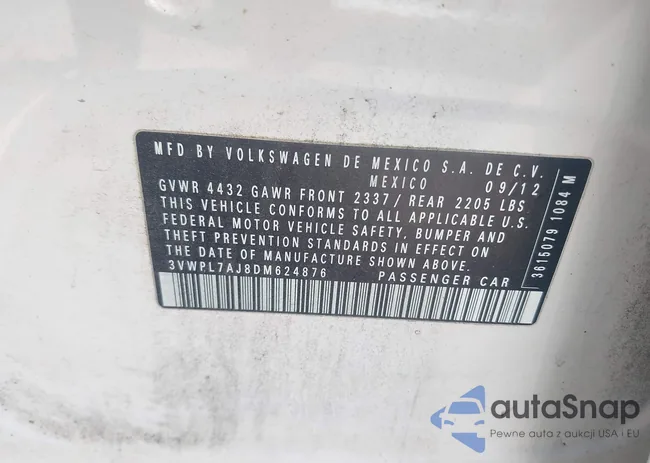 MFD BY VOLKSWAGEN DE MEXICO S.A. DE C.V.
MEXICO 09/12
GVWR 4432 GAWR FRONT 2337/ REAR 2205 LBS
THIS VEHICLE CONFORMS TO ALL APPLICABLE U.S.
FEDERAL MOTOR VEHICLE SAFETY, BUMPER AND
THEFT PREVENTION STANDARDS IN EFFECT ON
THE DATE OF MANUFACTURE SHOWN ABOVE.
3VWPL7AJ8DM624876 PASSENGER CAR
3615079 1084 M
autaSnap
Pewne auta z aukcji USA i EU